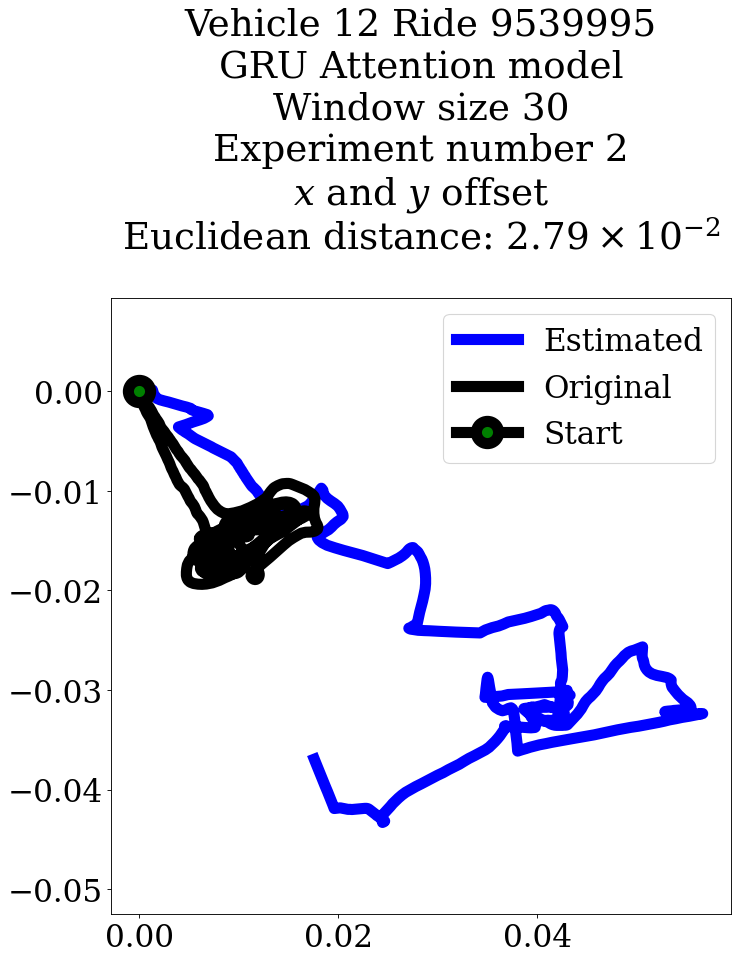 Vehicle 12 Ride 9539995
GRU Attention model
Window size 30
Experiment number 2
x and y offset
Euclidean distance: 2.79 × 10⁻²
Estimated
Original
Start
0.00
−0.01
−0.02
−0.03
−0.04
−0.05
0.00 0.02 0.04